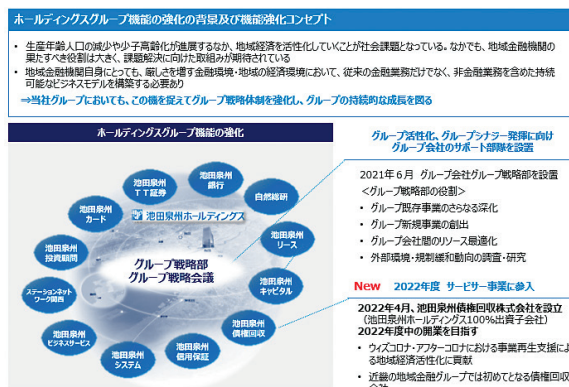 ホールディングスグループ機能の強化の背景及び機能強化コンセプト
• 生産年齢人口の減少や少子高齢化が進展するなか、地域経済を活性化していくことが社会課題となっている。なかでも、地域金融機関の
果たすべき役割は大きく、課題解決に向けた取組みが期待されている
• 地域金融機関自身にとっても、厳しさを増す金融環境・地域の経済環境において、従来の金融業務だけでなく、非金融業務を含めた持続
可能なビジネスモデルを構築する必要あり
⇒当社グループにおいても、この機を捉えてグループ戦略体制を強化し、グループの持続的な成長を図る
ホールディングスグループ機能の強化
池田泉州
TT証券
池田泉州
銀行
自然総研
池田泉州
カード
池田泉州ホールディングス
池田泉州
リース
池田泉州
投資顧問
グループ戦略部
グループ戦略会議
池田泉州
キャピタル
ステーションネット
ワーク関西
池田泉州
債権回収
池田泉州
ビジネスサービス
池田泉州
システム
池田泉州
信用保証
グループ活性化、グループシナジー発揮に向け
グループ会社のサポート部隊を設置
2021年6月 グループ会社グループ戦略部を設置
<グループ戦略部の役割>
• グループ既存事業のさらなる深化
• グループ新規事業の創出
• グループ会社間のリソース最適化
• 外部環境・規制緩和動向の調査・研究
New 2022年度 サービサー事業に参入
2022年4月、池田泉州債権回収株式会社を設立
(池田泉州ホールディングス100%出資子会社)
2022年度中の開業を目指す
• ウィズコロナ・アフターコロナにおける事業再生支援によ
る地域経済活性化に貢献
• 近畿の地域金融グループでは初めてとなる債権回収